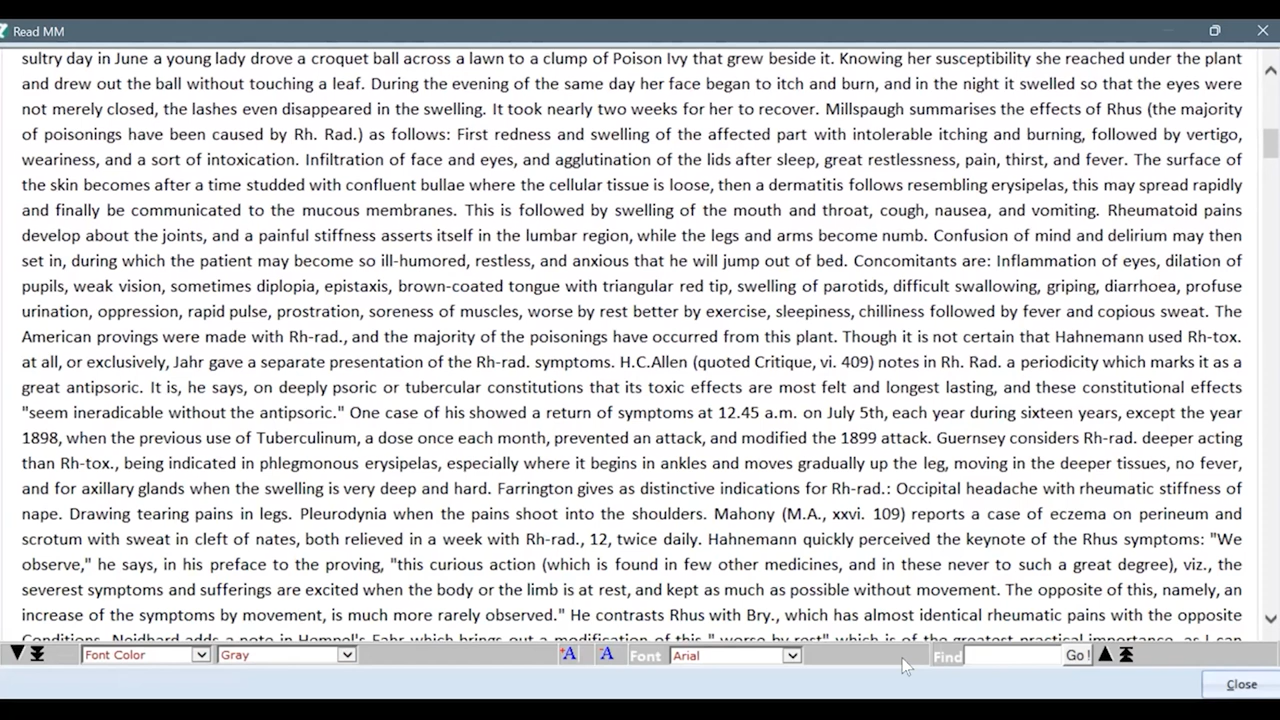 Read MM
sultry day in June a young lady drove a croquet ball across a lawn to a clump of Poison Ivy that grew beside it. Knowing her susceptibility she reached under the plant
and drew out the ball without touching a leaf. During the evening of the same day her face began to itch and burn, and in the night it swelled so that the eyes were
not merely closed, the lashes even disappeared in the swelling. It took nearly two weeks for her to recover. Millspaugh summarises the effects of Rhus (the majority
of poisonings have been caused by Rh. Rad.) as follows: First redness and swelling of the affected part with intolerable itching and burning, followed by vertigo,
weariness, and a sort of intoxication. Infiltration of face and eyes, and agglutination of the lids after sleep, great restlessness, pain, thirst, and fever. The surface of
the skin becomes after a time studded with confluent bullae where the cellular tissue is loose, then a dermatitis follows resembling erysipelas, this may spread rapidly
and finally be communicated to the mucous membranes. This is followed by swelling of the mouth and throat, cough, nausea, and vomiting. Rheumatoid pains
develop about the joints, and a painful stiffness asserts itself in the lumbar region, while the legs and arms become numb. Confusion of mind and delirium may then
set in, during which the patient may become so ill-humored, restless, and anxious that he will jump out of bed. Concomitants are: Inflammation of eyes, dilation of
pupils, weak vision, sometimes diplopia, epistaxis, brown-coated tongue with triangular red tip, swelling of parotids, difficult swallowing, griping, diarrhoea, profuse
urination, oppression, rapid pulse, prostration, soreness of muscles, worse by rest better by exercise, sleepiness, chilliness followed by fever and copious sweat. The
American provings were made with Rh-rad., and the majority of the poisonings have occurred from this plant. Though it is not certain that Hahnemann used Rh-tox.
at all, or exclusively, Jahr gave a separate presentation of the Rh-rad. symptoms. H.C.Allen (quoted Critique, vi. 409) notes in Rh. Rad. a periodicity which marks it as a
great antipsoric. It is, he says, on deeply psoric or tubercular constitutions that its toxic effects are most felt and longest lasting, and these constitutional effects
"seem ineradicable without the antipsoric." One case of his showed a return of symptoms at 12.45 a.m. on July 5th, each year during sixteen years, except the year
1898, when the previous use of Tuberculinum, a dose once each month, prevented an attack, and modified the 1899 attack. Guernsey considers Rh-rad. deeper acting
than Rh-tox., being indicated in phlegmonous erysipelas, especially where it begins in ankles and moves gradually up the leg, moving in the deeper tissues, no fever,
and for axillary glands when the swelling is very deep and hard. Farrington gives as distinctive indications for Rh-rad.: Occipital headache with rheumatic stiffness of
nape. Drawing tearing pains in legs. Pleurodynia when the pains shoot into the shoulders. Mahony (M.A., xxvi. 109) reports a case of eczema on perineum and
scrotum with sweat in cleft of nates, both relieved in a week with Rh-rad., 12, twice daily. Hahnemann quickly perceived the keynote of the Rhus symptoms: "We
observe," he says, in his preface to the proving, "this curious action (which is found in few other medicines, and in these never to such a great degree), viz., the
severest symptoms and sufferings are excited when the body or the limb is at rest, and kept as much as possible without movement. The opposite of this, namely, an
increase of the symptoms by movement, is much more rarely observed." He contrasts Rhus with Bry., which has almost identical rheumatic pains with the opposite
Conditions. Neidhard adds a note in Hempel's Fahr which brings out a modification of this " worse by rest" which is of the greatest practical importance, as I can
Font Color Gray +A -A Font Arial Find Go !
Close